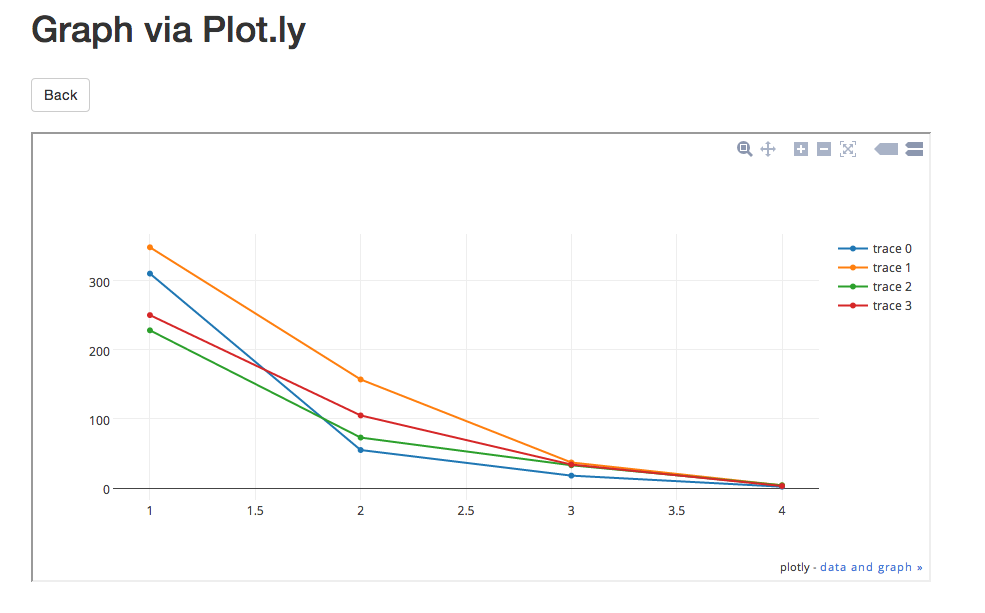 Graph via Plot.ly
Back
trace 0
trace 1
trace 2
trace 3
300
200
100
0
1 1.5 2 2.5 3 3.5 4
plotly - data and graph »